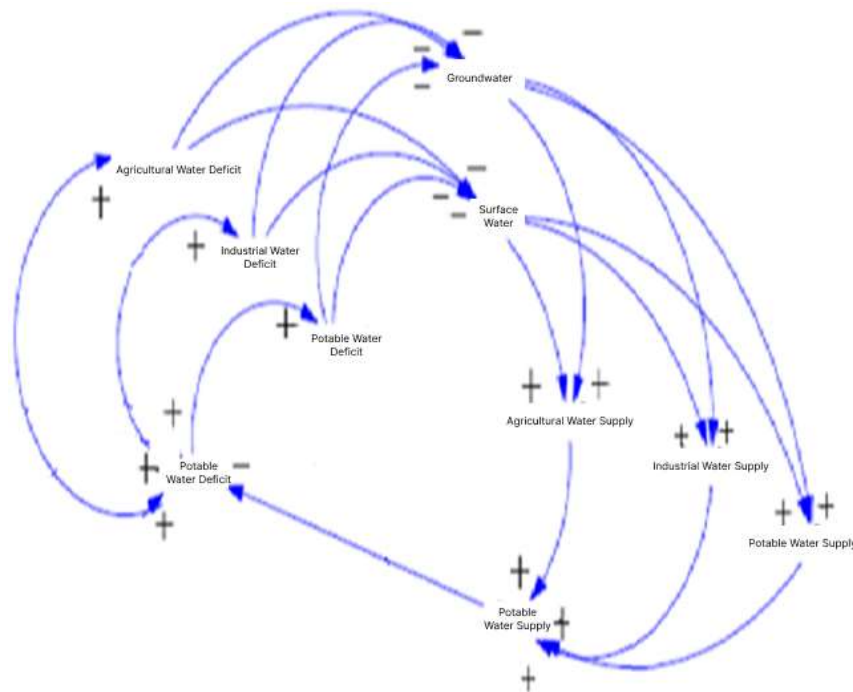 Groundwater
Agricultural Water Deficit
Surface
Water
Industrial Water
Deficit
Potable Water
Deficit
Agricultural Water Supply
Potable
Water Deficit
Industrial Water Supply
Potable Water Supply
Potable
Water Supply